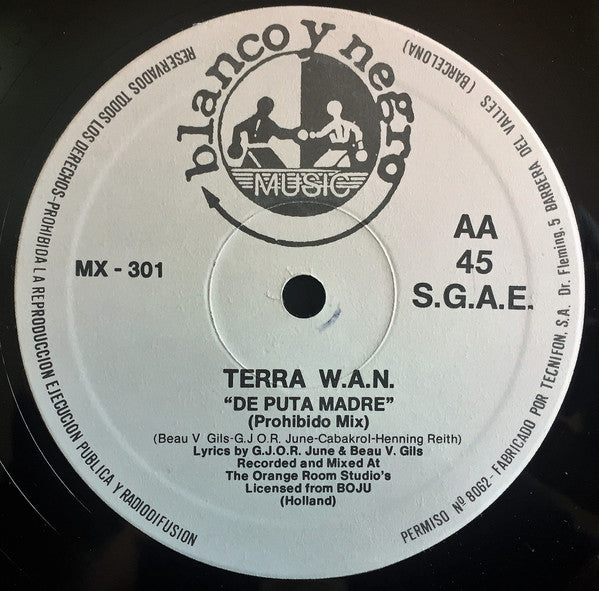 blanco y negro
MUSIC
MX - 301
AA
45
S.G.A.E.
TERRA W.A.N.
"DE PUTA MADRE"
(Prohibido Mix)
(Beau V Gils-G.J O.R. June-Cabakrol-Henning Reith)
Lyrics by G.J.O.R. June & Beau V. Gils
Recorded and Mixed At
The Orange Room Studio's
Licensed from BOJU
(Holland)
RESERVADOS TODOS LOS DERECHOS-PROHIBIDA LA REPRODUCCION EJECUCION PUBLICA Y RADIODIFUSION
PERMISO Nº 8062- FABRICADO POR TECNIFON, S.A. Dr. Fleming, 5 BARBERA DEL VALLES (BARCELONA)